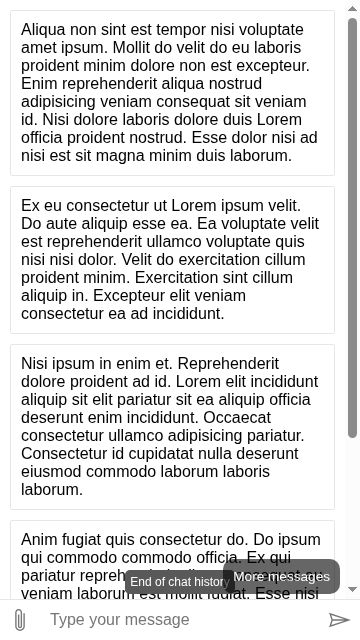 Aliqua non sint est tempor nisi voluptate
amet ipsum. Mollit do velit do eu laboris
proident minim dolore non est excepteur.
Enim reprehenderit aliqua nostrud
adipisicing veniam consequat sit veniam
id. Nisi dolore laboris dolore duis Lorem
officia proident nostrud. Esse dolor nisi ad
nisi est sit magna minim duis laborum.
Ex eu consectetur ut Lorem ipsum velit.
Do aute aliquip esse ea. Ea voluptate velit
est reprehenderit ullamco voluptate quis
nisi nisi dolor. Velit do exercitation cillum
proident minim. Exercitation sint cillum
aliquip in. Excepteur elit veniam
consectetur ea ad incididunt.
Nisi ipsum in enim et. Reprehenderit
dolore proident ad id. Lorem elit incididunt
aliquip sit elit pariatur sit ea aliquip officia
deserunt enim incididunt. Occaecat
consectetur ullamco adipisicing pariatur.
Consectetur id cupidatat nulla deserunt
eiusmod commodo laborum laboris
laborum.
Anim fugiat quis consectetur do. Do ipsum
qui commodo commodo officia. Ex qui
pariatur
End of chat history
More messages
veniam laborum est mollit fugiat. Esse nisi
Type your message